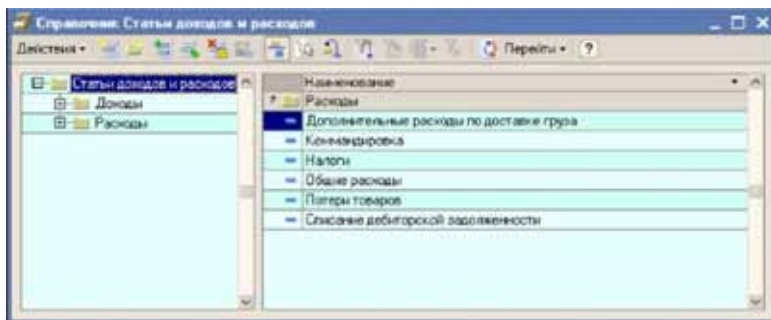 Справочник: Статьи доходов и расходов
Действия Перейти ?
Статьи доходов и расходов
Доходы
Расходы
Наименование
Расходы
Дополнительные расходы по доставке груза
Командировка
Налоги
Общие расходы
Потери товаров
Списание дебиторской задолженности